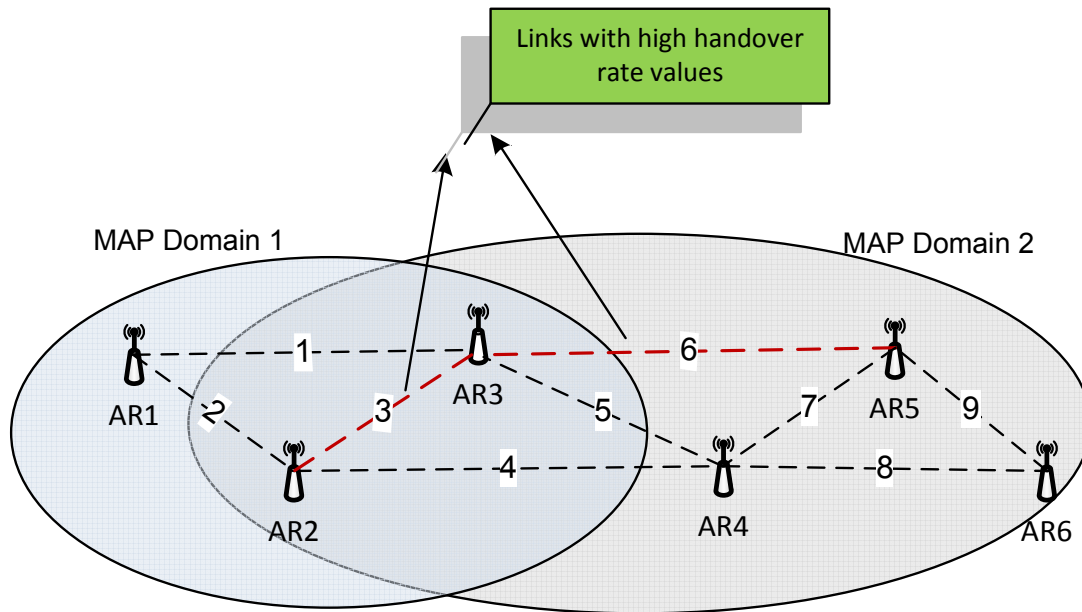 Links with high handover
rate values
MAP Domain 1
MAP Domain 2
1
6
AR1
2
3
AR3
5
7
AR5
9
4
8
AR2
AR4
AR6